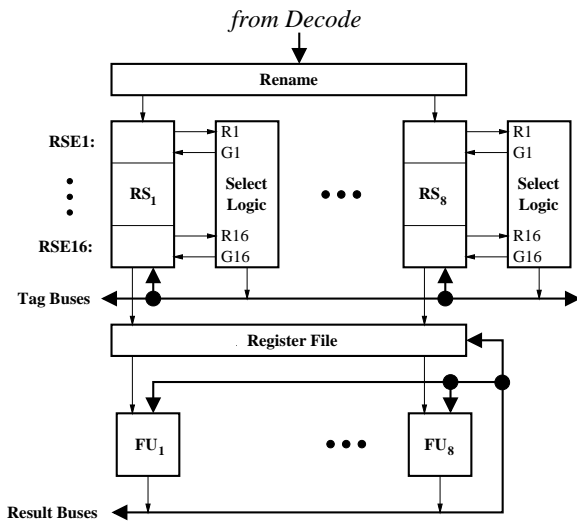 from Decode
Rename
RSE1:
R1
G1
R1
G1
RS1
Select
Logic
RS8
Select
Logic
RSE16:
R16
G16
R16
G16
Tag Buses
Register File
FU1
FU8
Result Buses